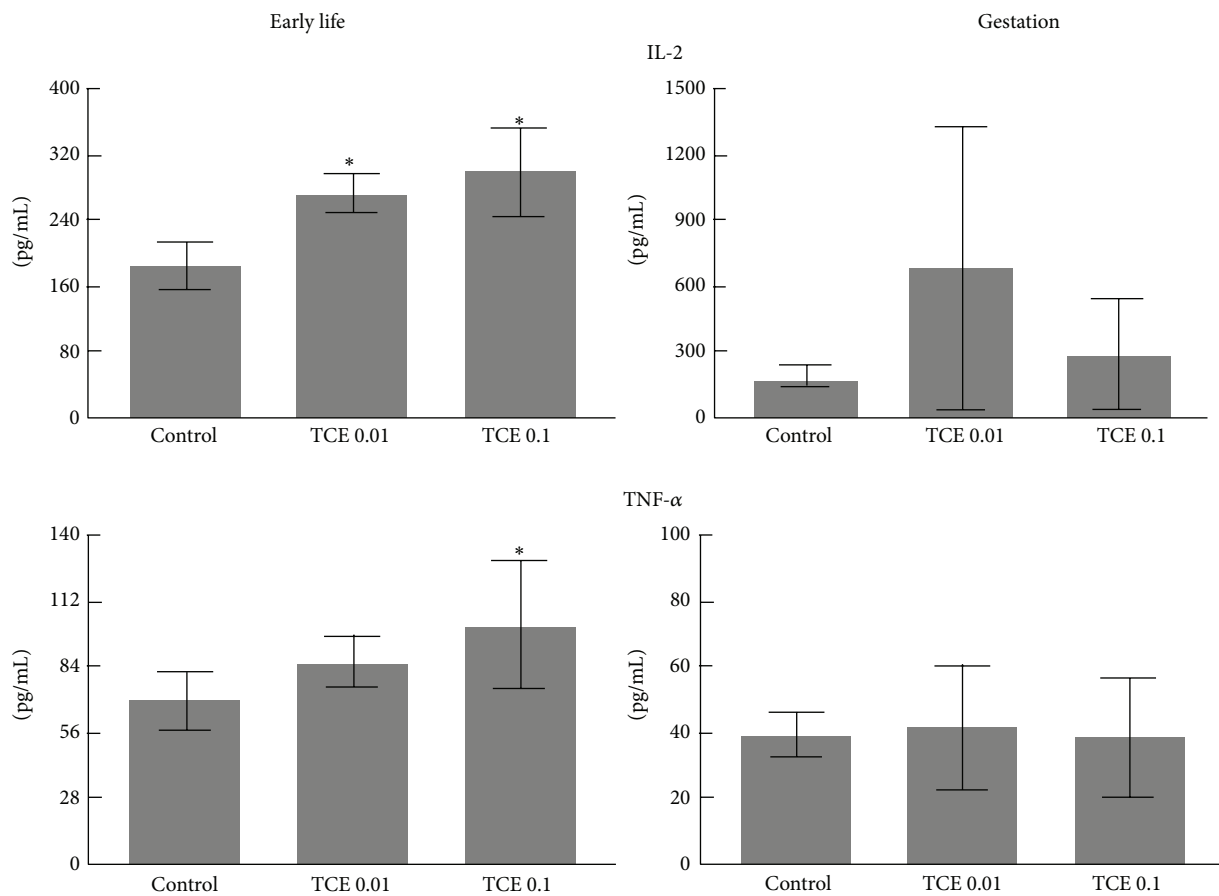 Early life
Gestation
IL-2
400
320
240
160
80
0
(pg/mL)
*
*
Control
TCE 0.01
TCE 0.1
1500
1200
900
600
300
0
(pg/mL)
Control
TCE 0.01
TCE 0.1
TNF-α
140
112
84
56
28
0
(pg/mL)
*
Control
TCE 0.01
TCE 0.1
100
80
60
40
20
0
(pg/mL)
Control
TCE 0.01
TCE 0.1